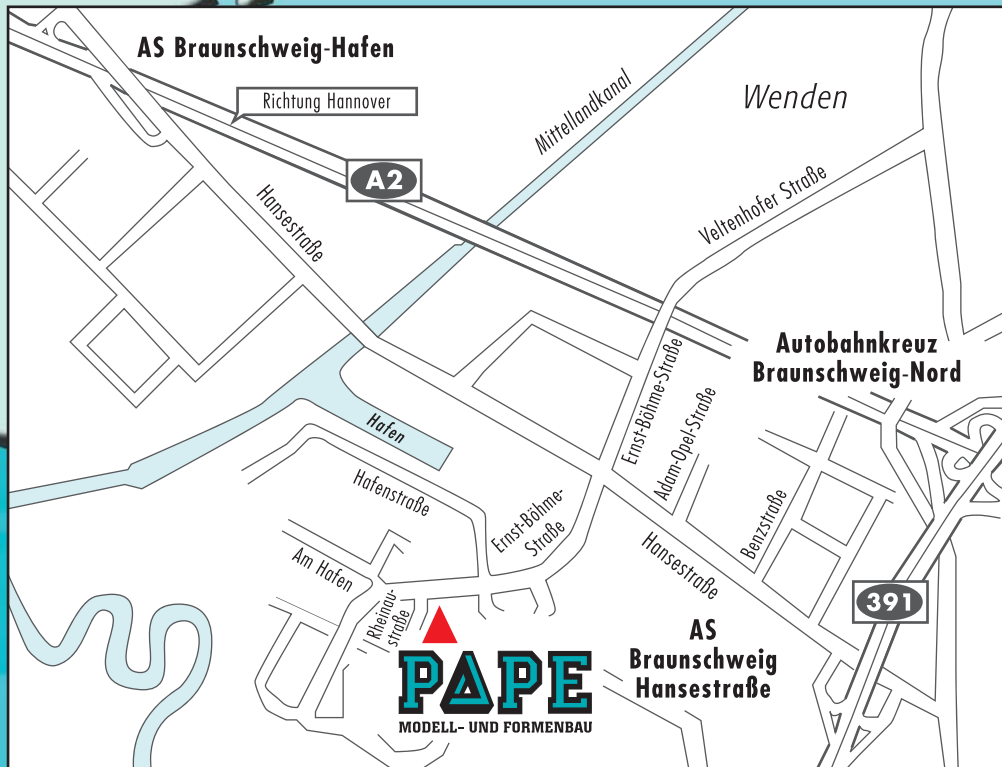 AS Braunschweig-Hafen
Richtung Hannover
A2
Mittellandkanal
Wenden
Hansestraße
Veltenhofer Straße
Autobahnkreuz
Braunschweig-Nord
Ernst-Böhme-Straße
Adam-Opel-Straße
Hafen
Hafenstraße
Ernst-Böhme-
Straße
Benzstraße
Hansestraße
Am Hafen
Rheinau-
straße
391
AS
Braunschweig
Hansestraße
PAPE
MODELL- UND FORMENBAU